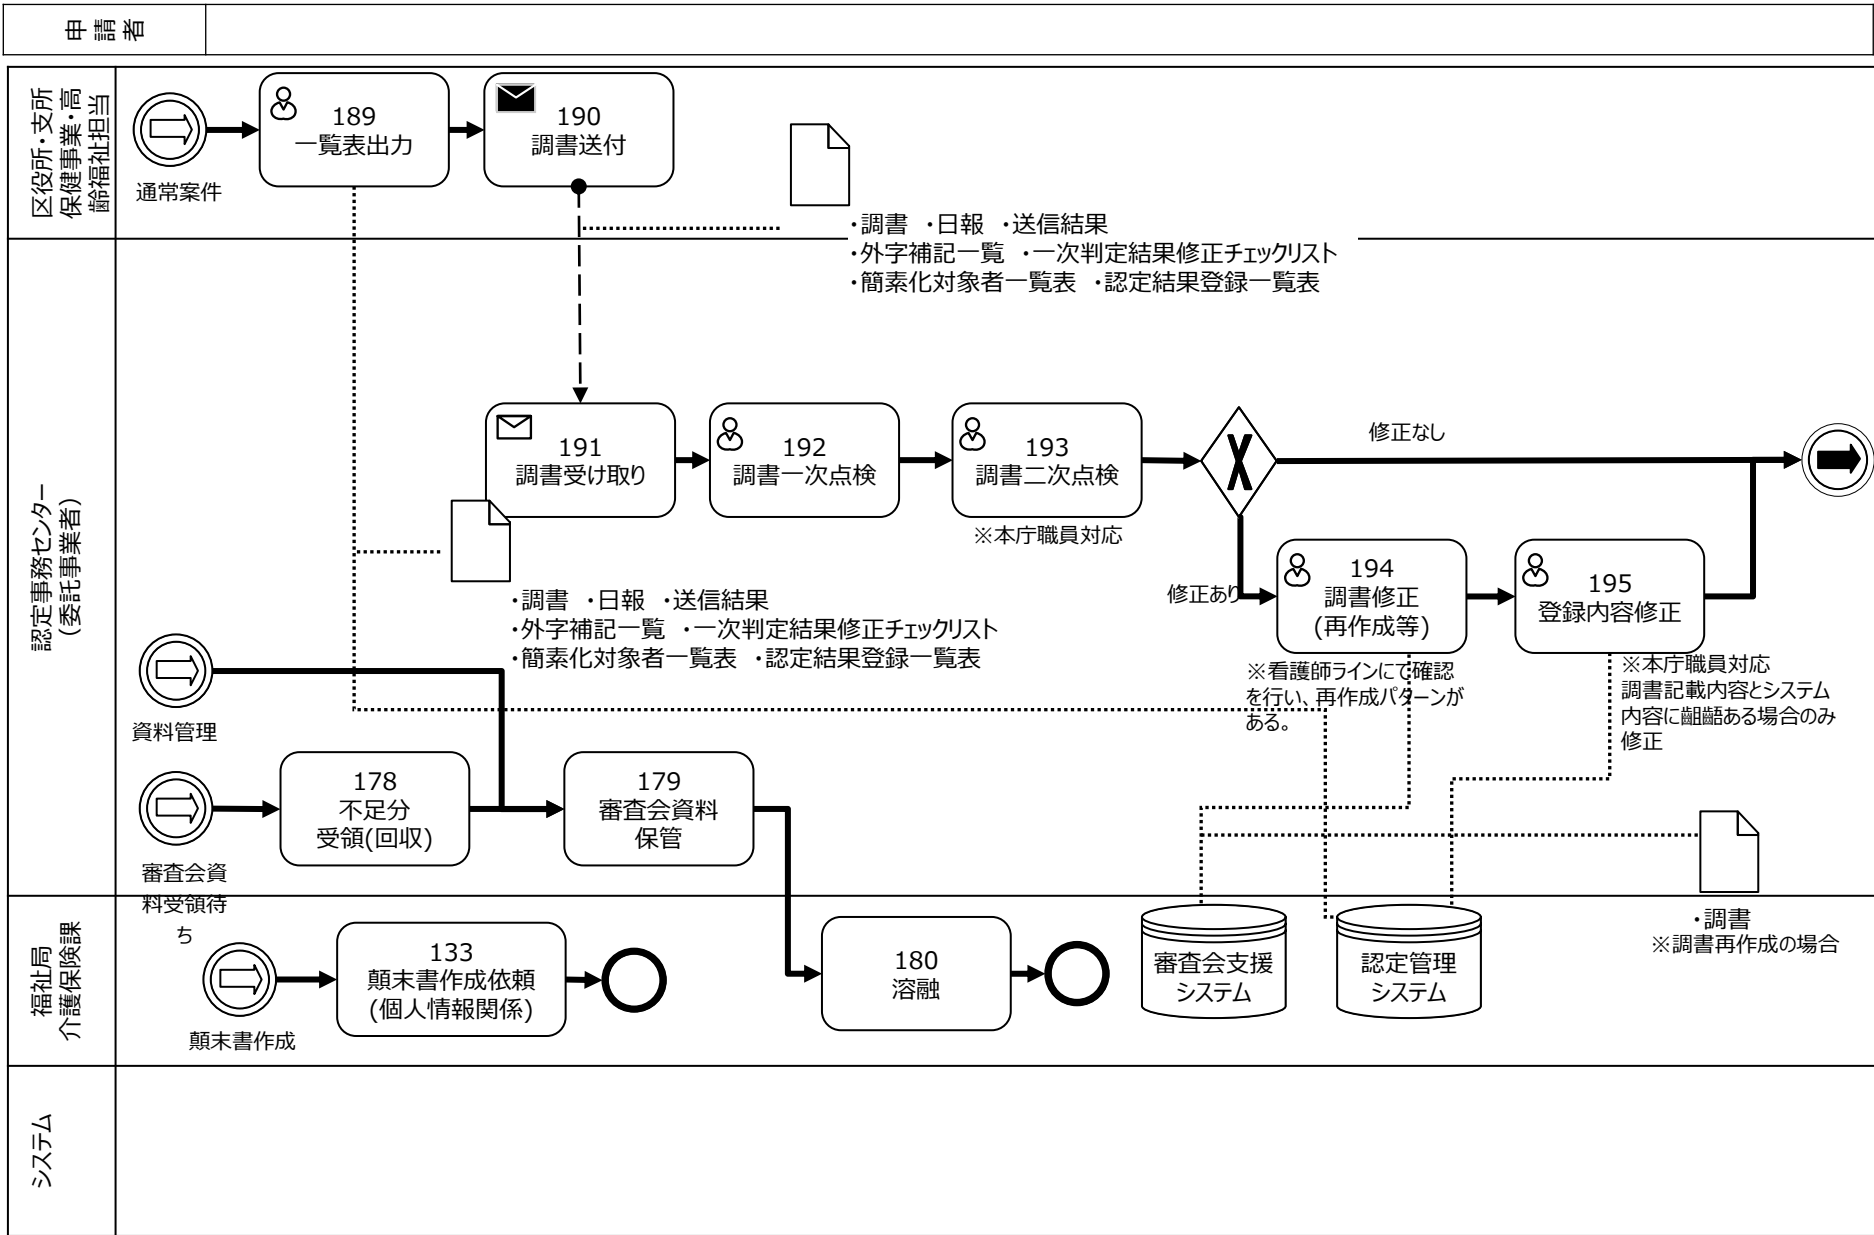 申請者
区役所・支所
保健事業・高
齢福祉担当
通常案件
189
一覧表出力
190
調書送付
・調書 ・日報 ・送信結果
・外字補記一覧 ・一次判定結果修正チェックリスト
・簡素化対象者一覧表 ・認定結果登録一覧表
認定事務センター
(委託事業者)
191
調書受け取り
192
調書一次点検
193
調書二次点検
※本庁職員対応
修正なし
修正あり
194
調書修正
(再作成等)
※看護師ラインにて確認
を行い、再作成パターンが
ある。
195
登録内容修正
※本庁職員対応
調書記載内容とシステム
内容に齟齬ある場合のみ
修正
・調書 ・日報 ・送信結果
・外字補記一覧 ・一次判定結果修正チェックリスト
・簡素化対象者一覧表 ・認定結果登録一覧表
資料管理
審査会資
料受領待
ち
178
不足分
受領(回収)
179
審査会資料
保管
・調書
※調書再作成の場合
福祉局
介護保険課
顛末書作成
133
顛末書作成依頼
(個人情報関係)
180
溶融
審査会支援
システム
認定管理
システム
システム